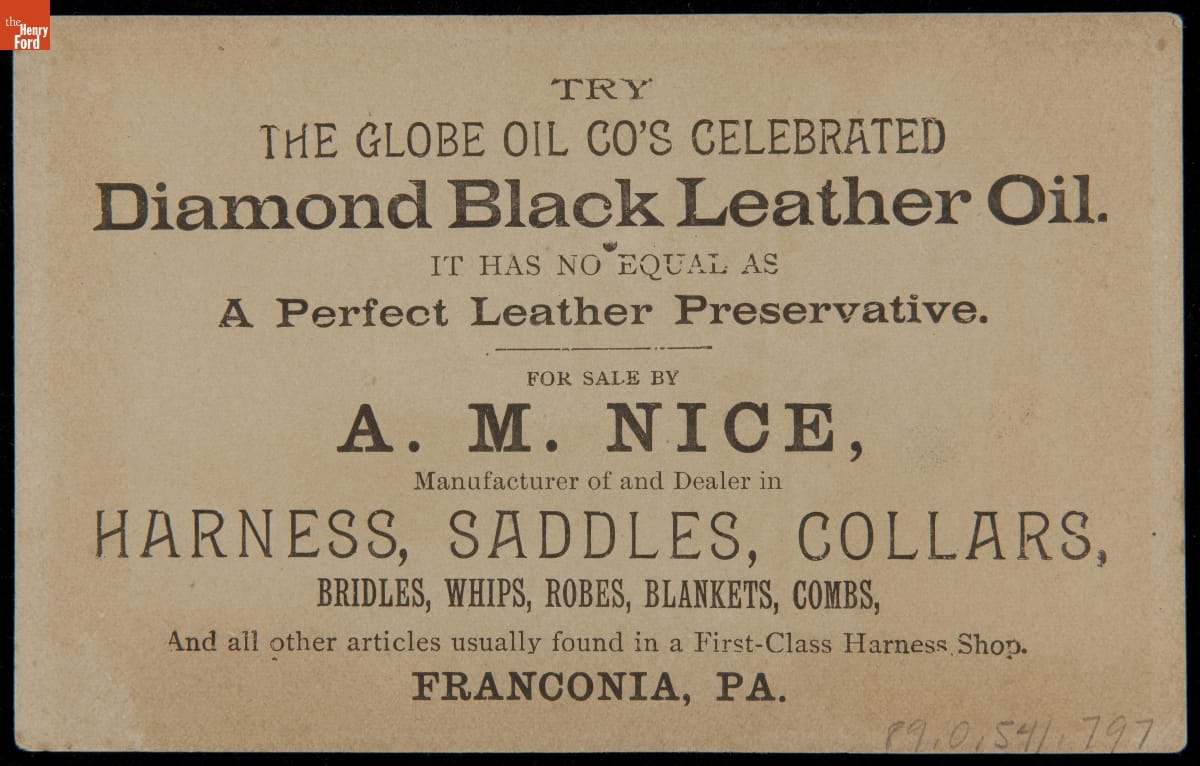 the
Henry
Ford
TRY
THE GLOBE OIL CO'S CELEBRATED
Diamond Black Leather Oil.
IT HAS NO EQUAL AS
A Perfect Leather Preservative.
FOR SALE BY
A. M. NICE,
Manufacturer of and Dealer in
HARNESS, SADDLES, COLLARS,
BRIDLES, WHIPS, ROBES, BLANKETS, COMBS,
And all other articles usually found in a First-Class Harness Shop.
FRANCONIA, PA.
89.0.541.797